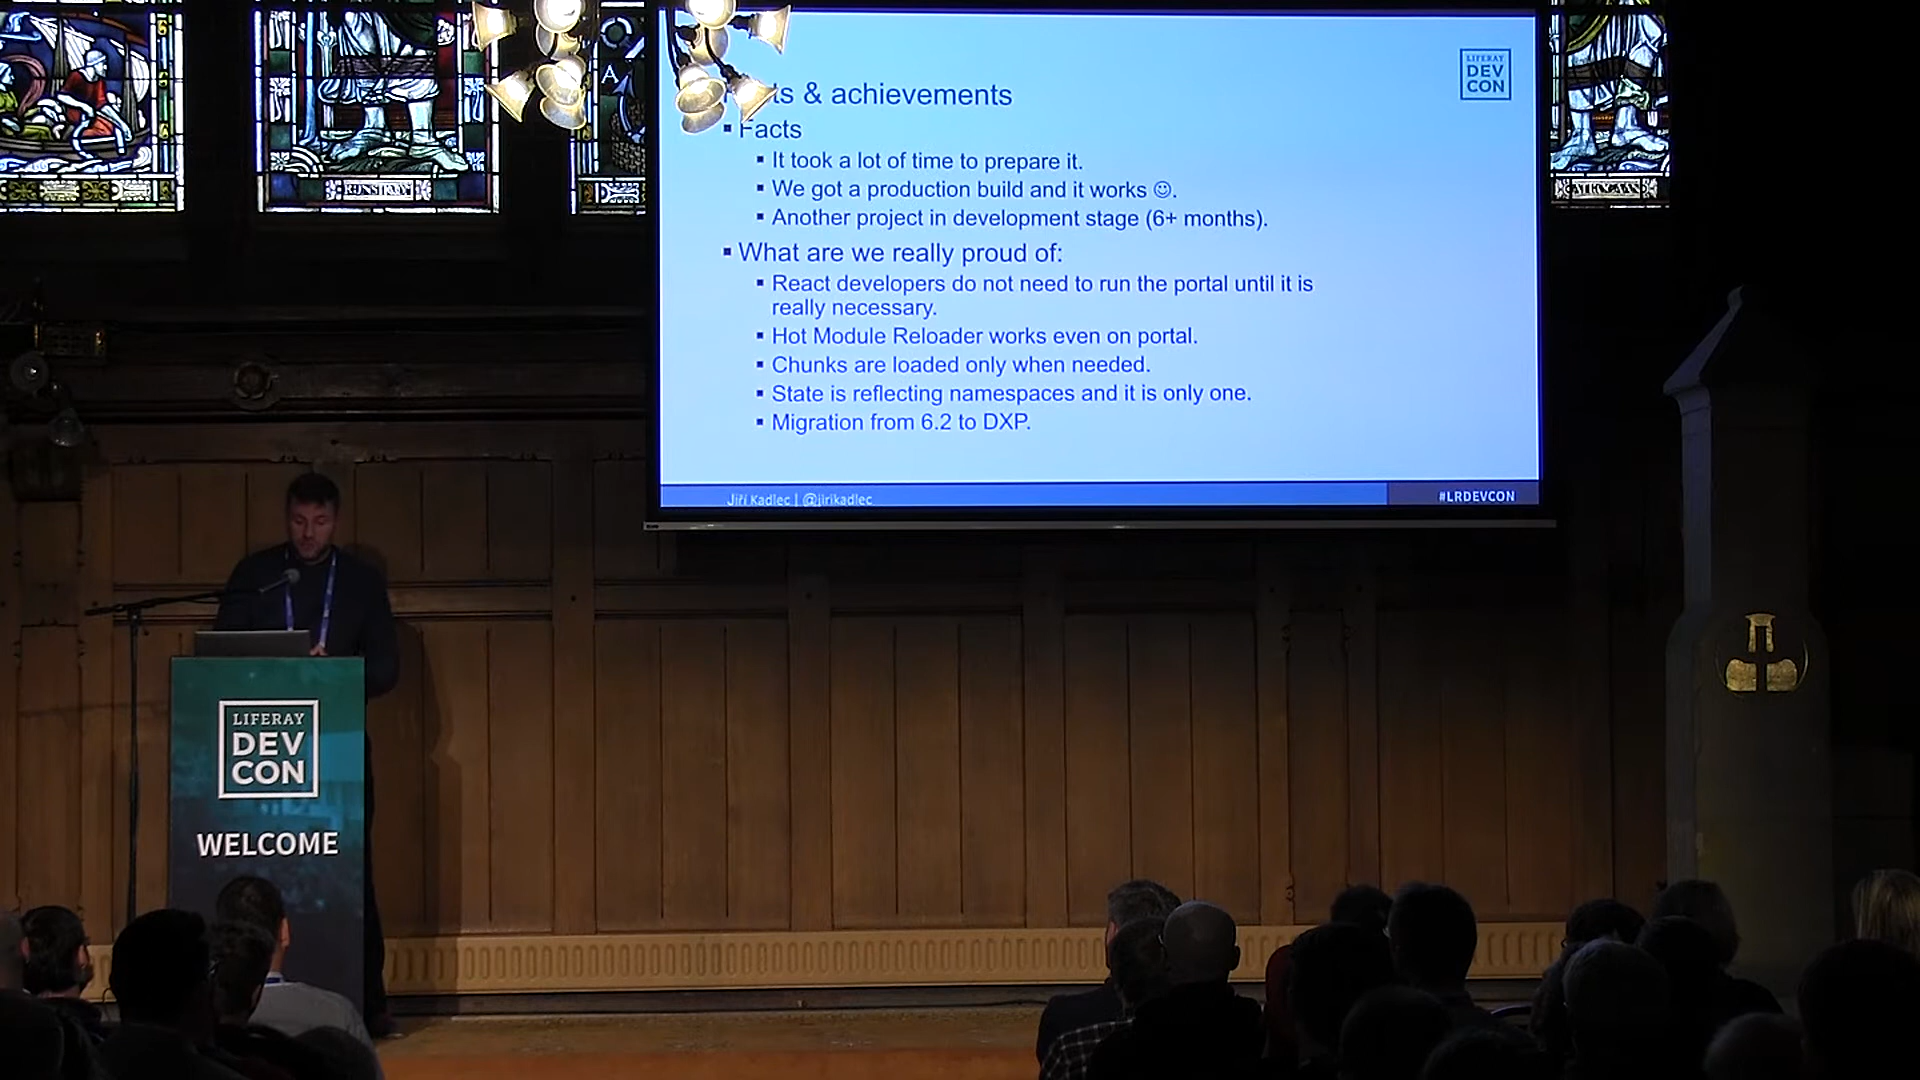 LIFERAY
DEV
CON
ts & achievements
▪ Facts
▪ It took a lot of time to prepare it.
▪ We got a production build and it works ☺.
▪ Another project in development stage (6+ months).
▪ What are we really proud of:
▪ React developers do not need to run the portal until it is
really necessary.
▪ Hot Module Reloader works even on portal.
▪ Chunks are loaded only when needed.
▪ State is reflecting namespaces and it is only one.
▪ Migration from 6.2 to DXP.
Jiří Kadlec | @jirikadlec
#LRDEVCON
LIFERAY
DEV
CON
WELCOME